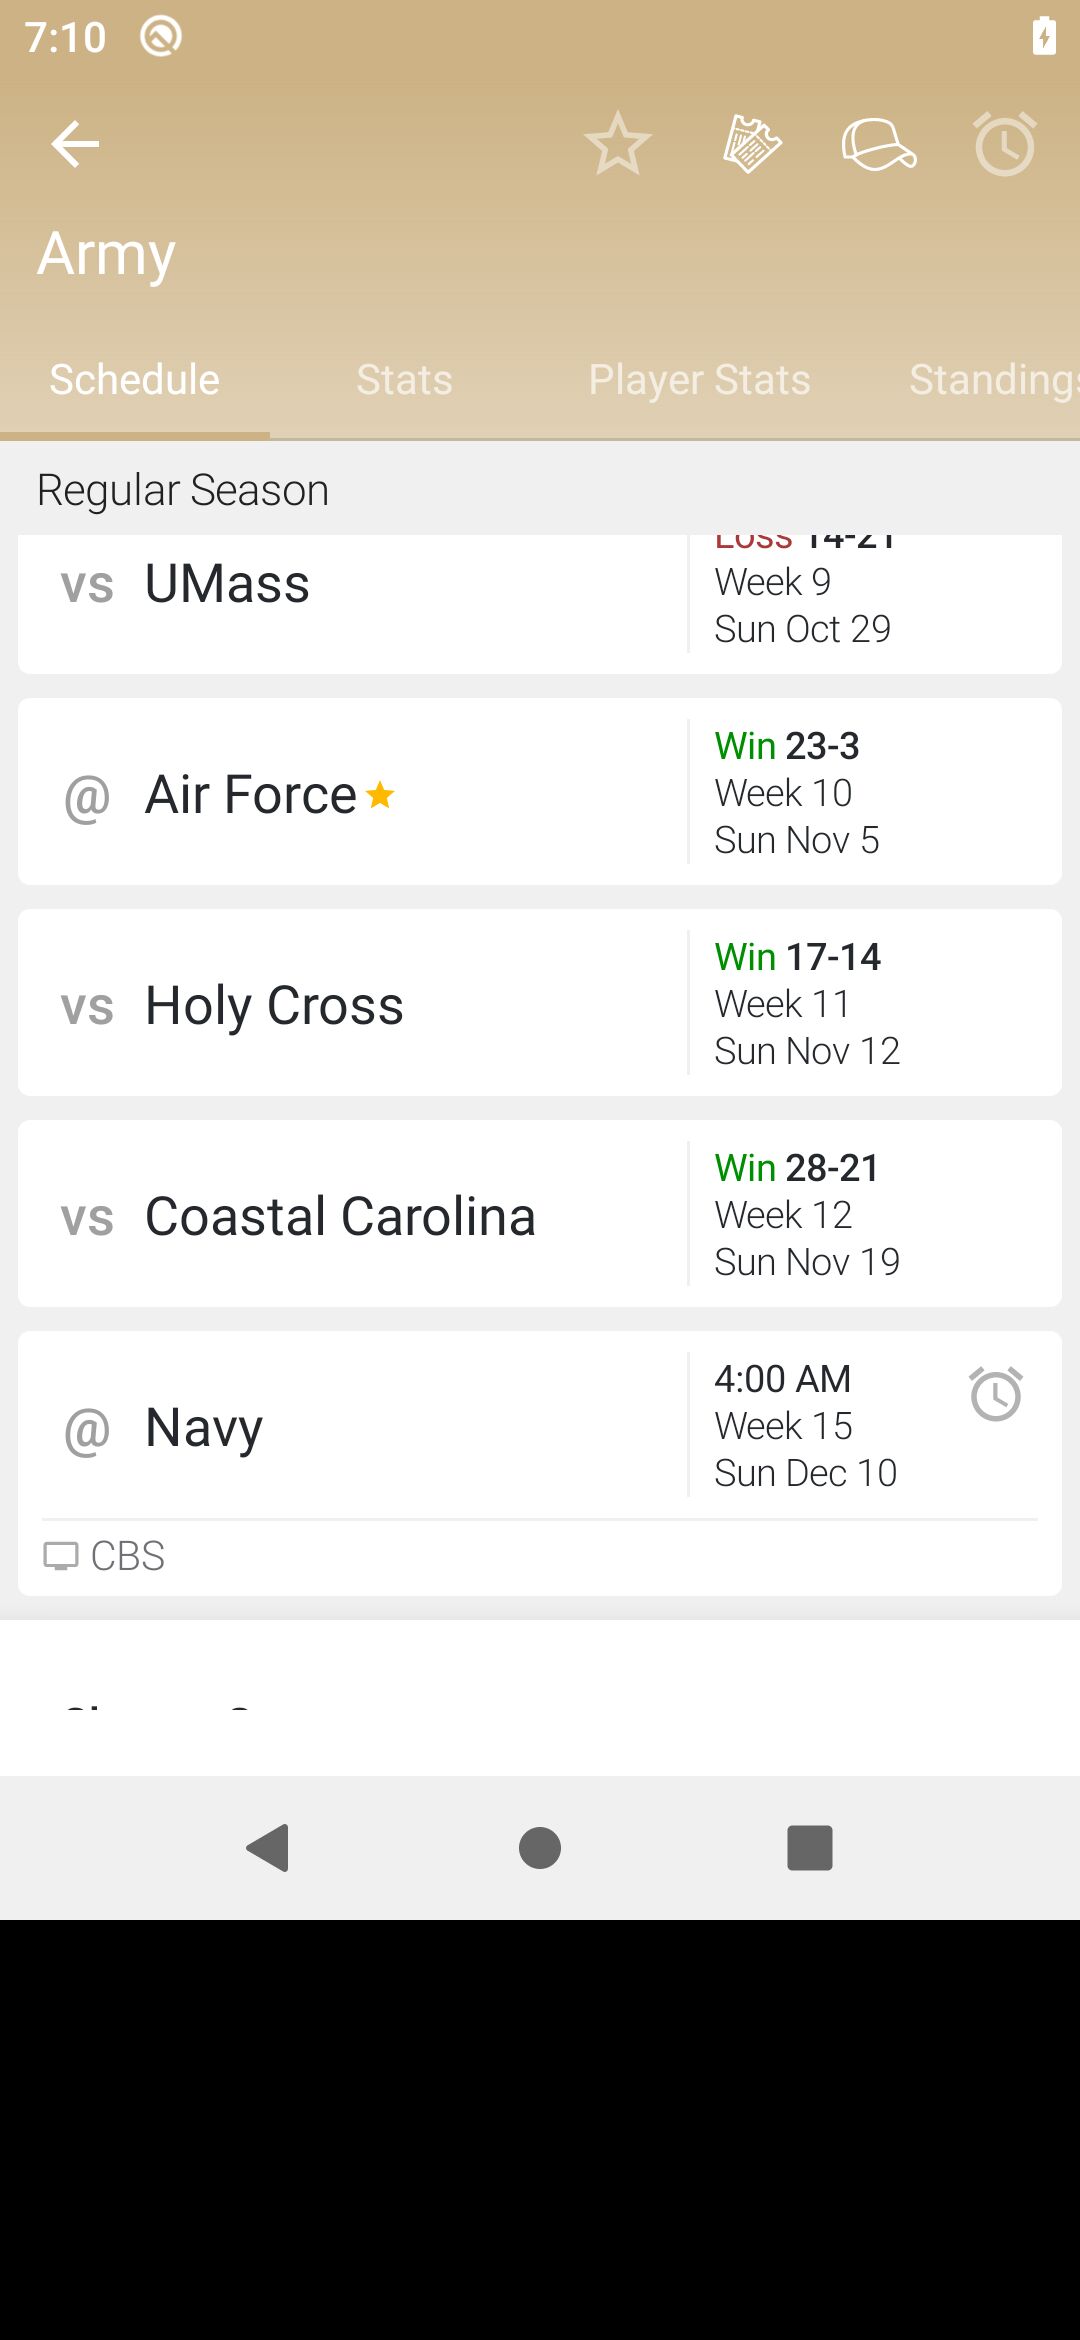 7:10
Army
Schedule Stats Player Stats Standings
Regular Season
Loss 14-21
vs UMass
Week 9
Sun Oct 29
Win 23-3
@ Air Force
Week 10
Sun Nov 5
Win 17-14
vs Holy Cross
Week 11
Sun Nov 12
Win 28-21
vs Coastal Carolina
Week 12
Sun Nov 19
4:00 AM
@ Navy
Week 15
Sun Dec 10
CBS